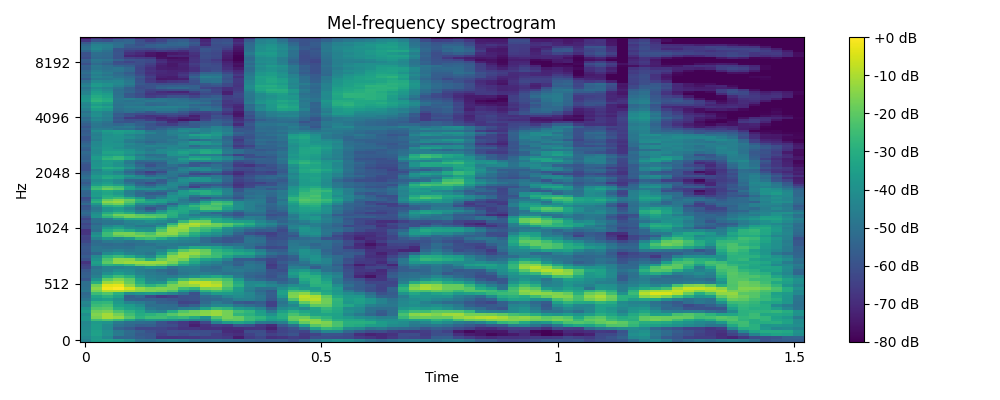 Mel-frequency spectrogram
Hz
8192
4096
2048
1024
512
0
0
0.5
1
1.5
Time
+0 dB
-10 dB
-20 dB
-30 dB
-40 dB
-50 dB
-60 dB
-70 dB
-80 dB